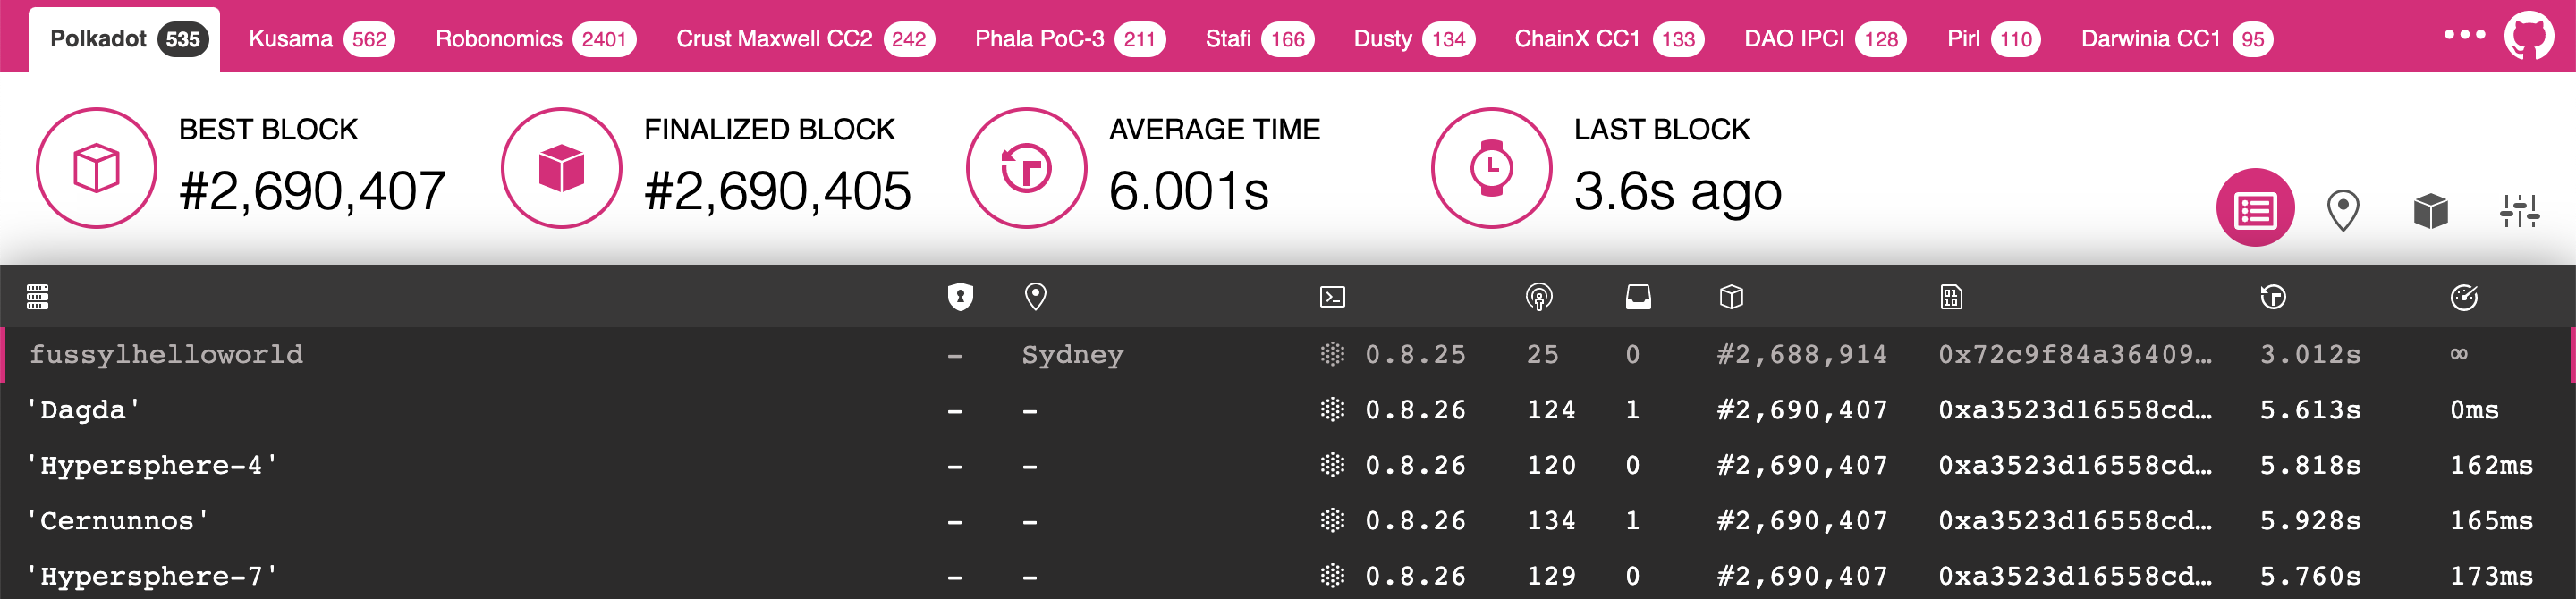 Polkadot 535 Kusama 562 Robonomics 2401 Crust Maxwell CC2 242 Phala PoC-3 211 Stafi 166 Dusty 134 ChainX CC1 133 DAO IPCI 128 Pirl 110 Darwinia CC1 95
BEST BLOCK FINALIZED BLOCK AVERAGE TIME LAST BLOCK
#2,690,407 #2,690,405 6.001s 3.6s ago
fussylhelloworld – Sydney 0.8.25 25 0 #2,688,914 0x72c9f84a36409… 3.012s ∞
'Dagda' – – 0.8.26 124 1 #2,690,407 0xa3523d16558cd… 5.613s 0ms
'Hypersphere-4' – – 0.8.26 120 0 #2,690,407 0xa3523d16558cd… 5.818s 162ms
'Cernunnos' – – 0.8.26 134 1 #2,690,407 0xa3523d16558cd… 5.928s 165ms
'Hypersphere-7' – – 0.8.26 129 0 #2,690,407 0xa3523d16558cd… 5.760s 173ms